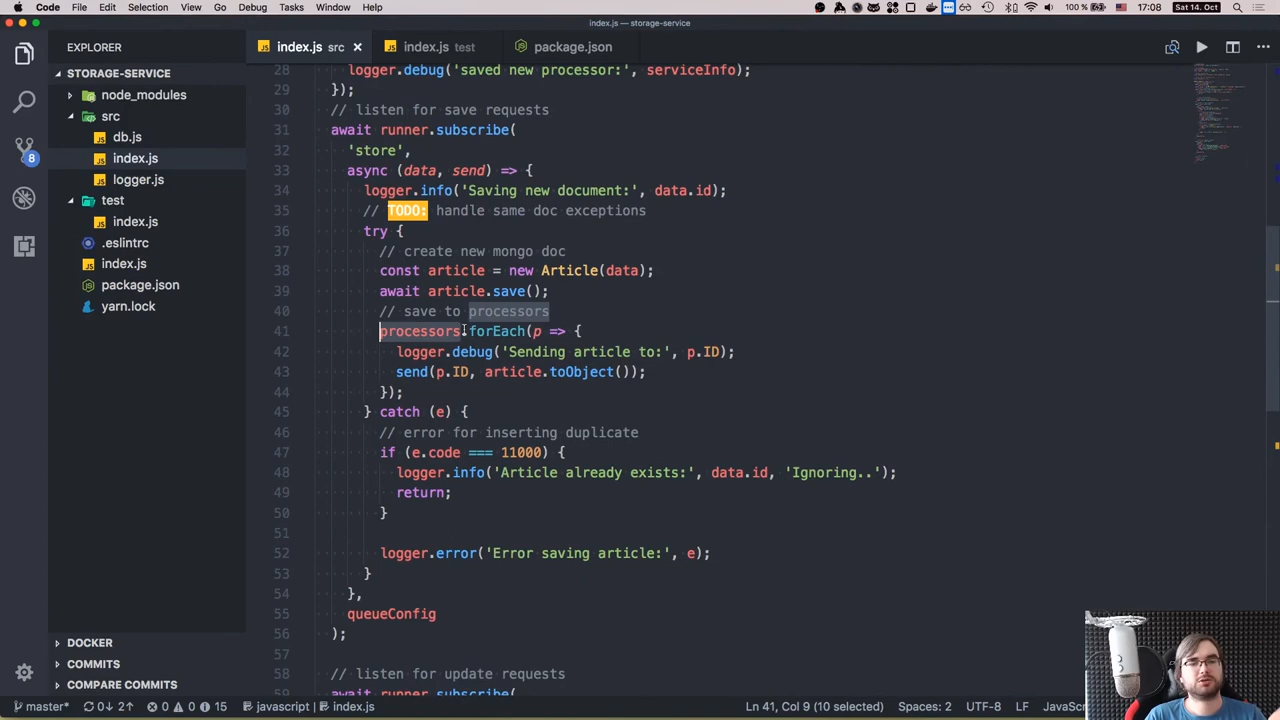 Code File Edit Selection View Go Debug Tasks Window Help 17:08 Sat 14. Oct
index.js — storage-service
EXPLORER
index.js src ×
index.js test
package.json
STORAGE-SERVICE
node_modules
src
db.js
index.js
logger.js
test
index.js
.eslintrc
index.js
package.json
yarn.lock
DOCKER
COMMITS
COMPARE COMMITS
8
28 logger.debug('saved new processor:', serviceInfo);
29 });
30 // listen for save requests
31 await runner.subscribe(
32 'store',
33 async (data, send) => {
34 logger.info('Saving new document:', data.id);
35 // TODO: handle same doc exceptions
36 try {
37 // create new mongo doc
38 const article = new Article(data);
39 await article.save();
40 // save to processors
41 processors.forEach(p => {
42 logger.debug('Sending article to:', p.ID);
43 send(p.ID, article.toObject());
44 });
45 } catch (e) {
46 // error for inserting duplicate
47 if (e.code === 11000) {
48 logger.info('Article already exists:', data.id, 'Ignoring..');
49 return;
50 }
51
52 logger.error('Error saving article:', e);
53 }
54 },
55 queueConfig
56 );
57
58 // listen for update requests
59 await runner.subscribe(
master* 0↓ 2↑ 0 0 15 javascript index.js Ln 41, Col 9 (10 selected) Spaces: 2 UTF-8 LF JavaSc